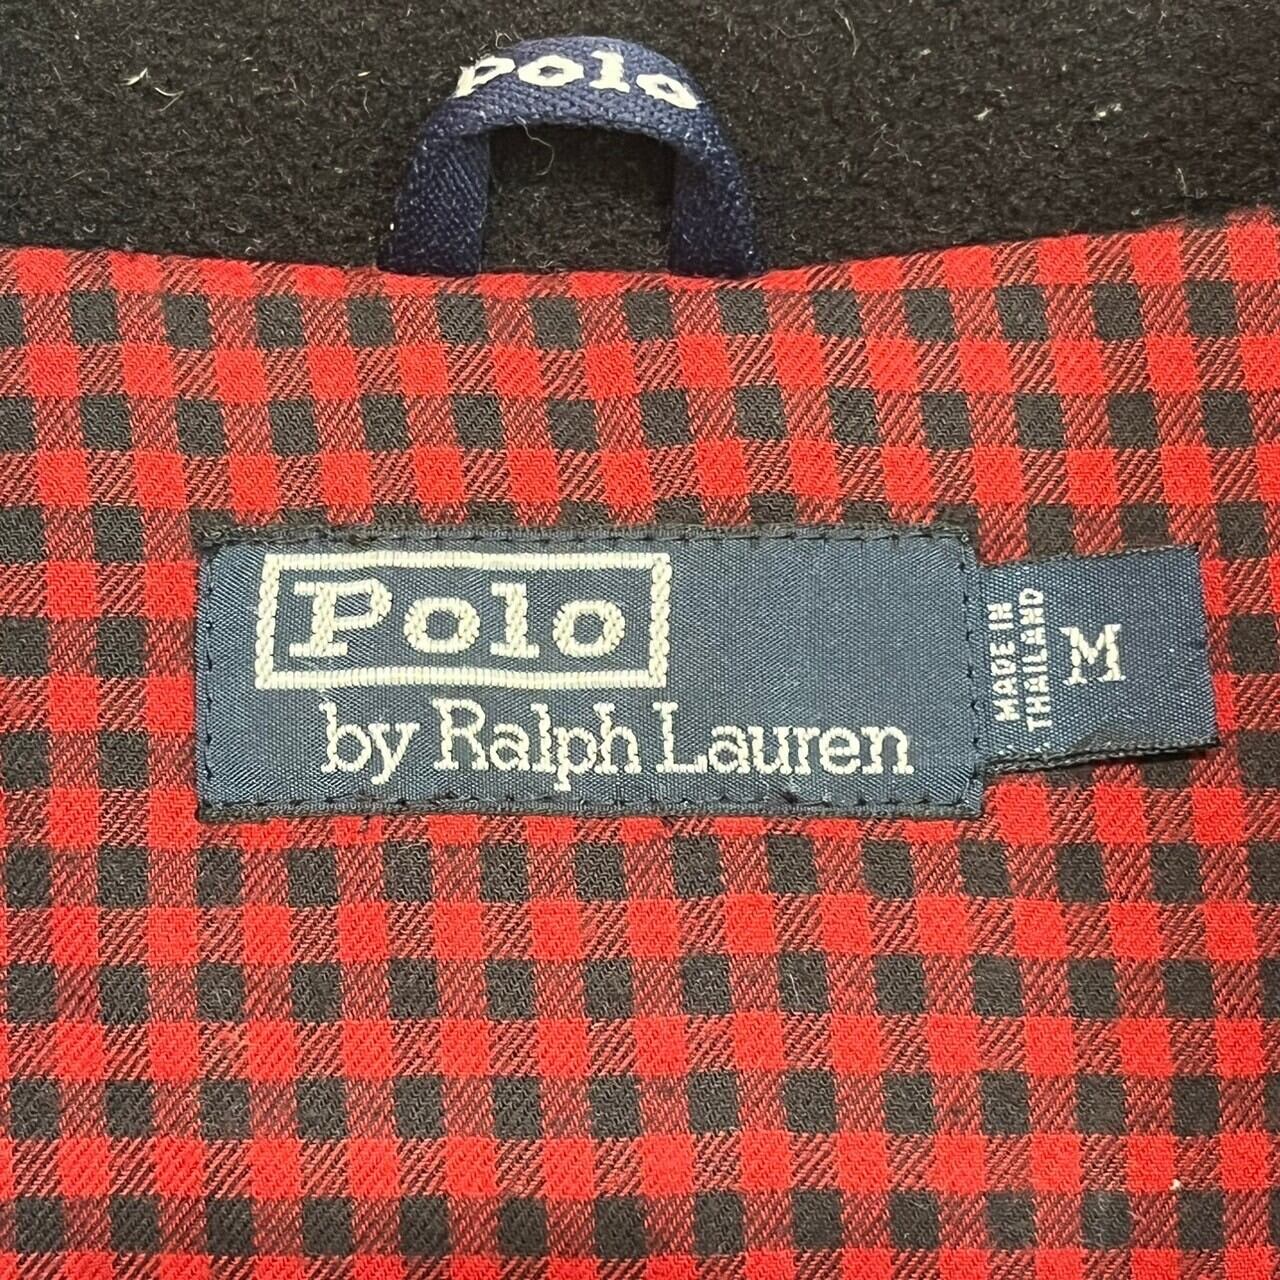 Polo
Polo
by Ralph Lauren
MADE IN
THAILAND
M